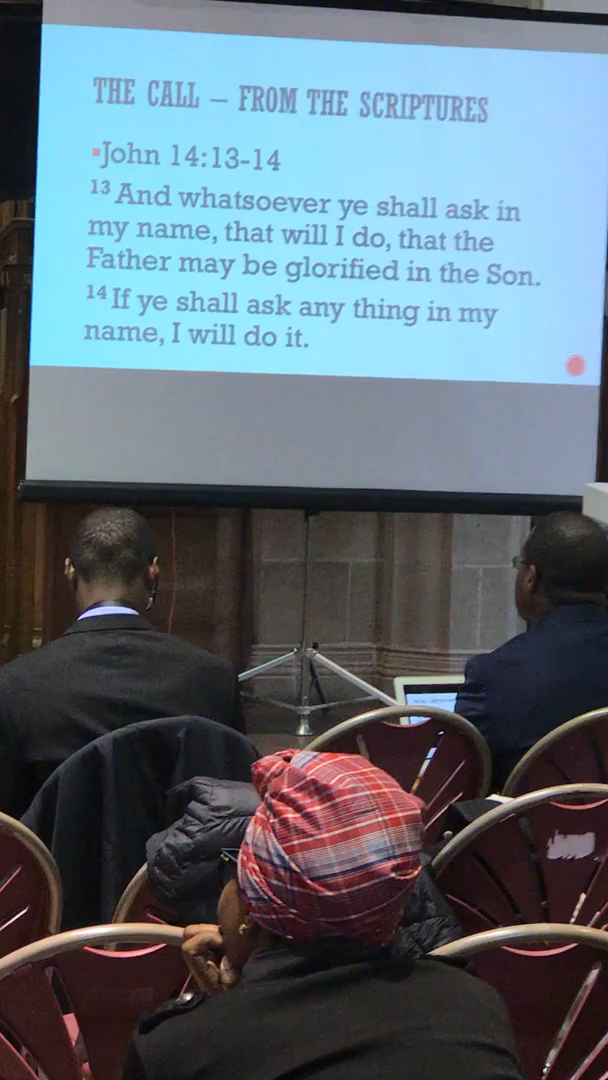 THE CALL – FROM THE SCRIPTURES
▪John 14:13-14
13 And whatsoever ye shall ask in
my name, that will I do, that the
Father may be glorified in the Son.
14 If ye shall ask any thing in my
name, I will do it.